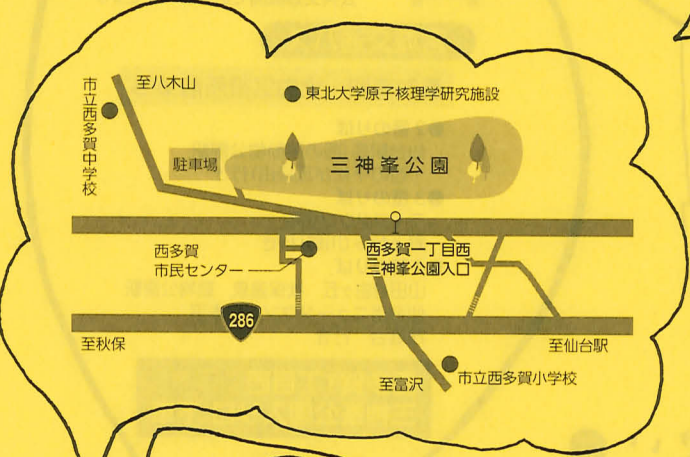 至八木山
東北大学原子核理学研究施設
市立西多賀中学校
駐車場
三神峯公園
西多賀
市民センター
西多賀一丁目西
三神峯公園入口
286
至秋保
至仙台駅
至富沢
市立西多賀小学校